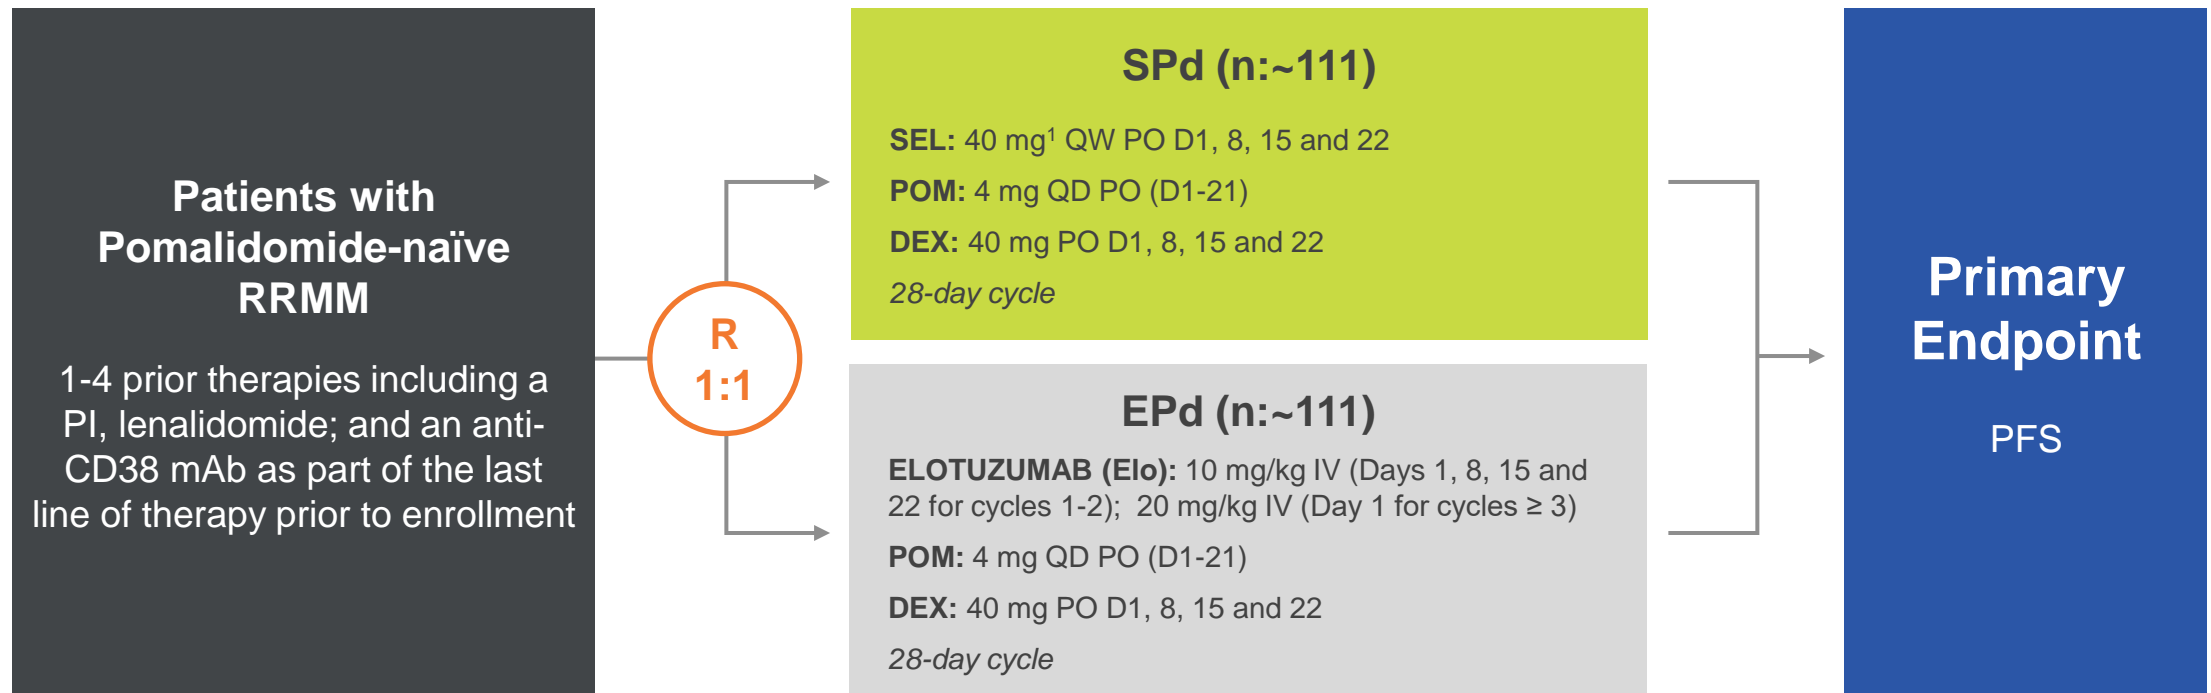 Patients with
Pomalidomide-naïve
RRMM
1-4 prior therapies including a
PI, lenalidomide; and an anti-
CD38 mAb as part of the last
line of therapy prior to enrollment
R
1:1
SPd (n:~111)
SEL: 40 mg¹ QW PO D1, 8, 15 and 22
POM: 4 mg QD PO (D1-21)
DEX: 40 mg PO D1, 8, 15 and 22
28-day cycle
EPd (n:~111)
ELOTUZUMAB (Elo): 10 mg/kg IV (Days 1, 8, 15 and
22 for cycles 1-2); 20 mg/kg IV (Day 1 for cycles ≥ 3)
POM: 4 mg QD PO (D1-21)
DEX: 40 mg PO D1, 8, 15 and 22
28-day cycle
Primary
Endpoint
PFS